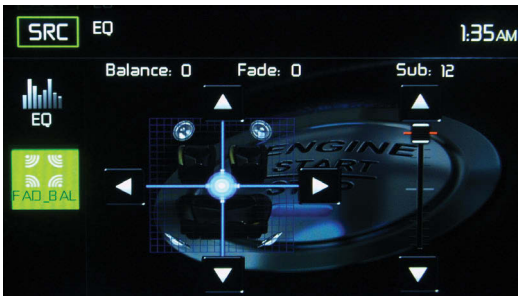 SRC EQ 1:35AM
Balance: 0 Fade: 0 Sub: 12
EQ
ENGINE
START
FAD_BAL